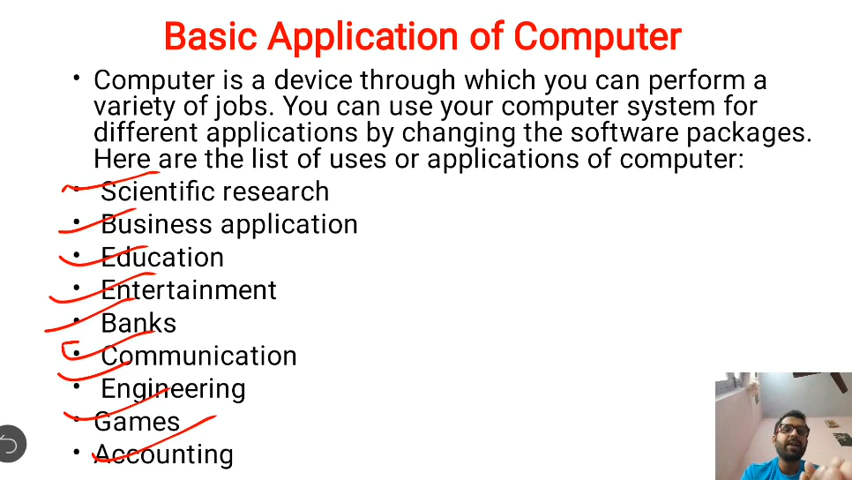 Basic Application of Computer
• Computer is a device through which you can perform a
variety of jobs. You can use your computer system for
different applications by changing the software packages.
Here are the list of uses or applications of computer:
• Scientific research
• Business application
• Education
• Entertainment
• Banks
• Communication
• Engineering
• Games
• Accounting